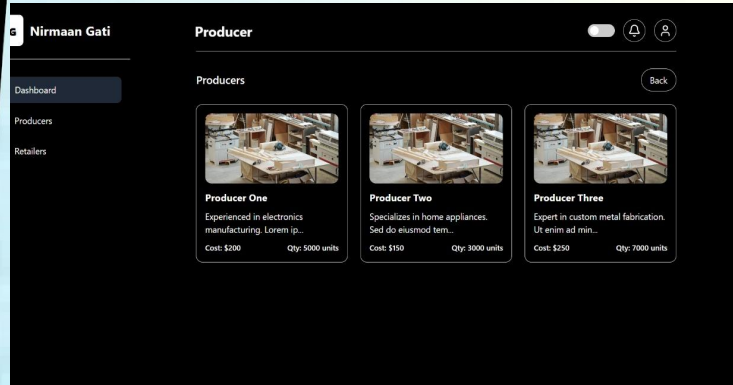 G
Nirmaan Gati
Producer
Dashboard
Producers
Retailers
Producers
Back
Producer One
Experienced in electronics
manufacturing. Lorem ip...
Cost: $200 Qty: 5000 units
Producer Two
Specializes in home appliances.
Sed do eiusmod tem...
Cost: $150 Qty: 3000 units
Producer Three
Expert in custom metal fabrication.
Ut enim ad min...
Cost: $250 Qty: 7000 units